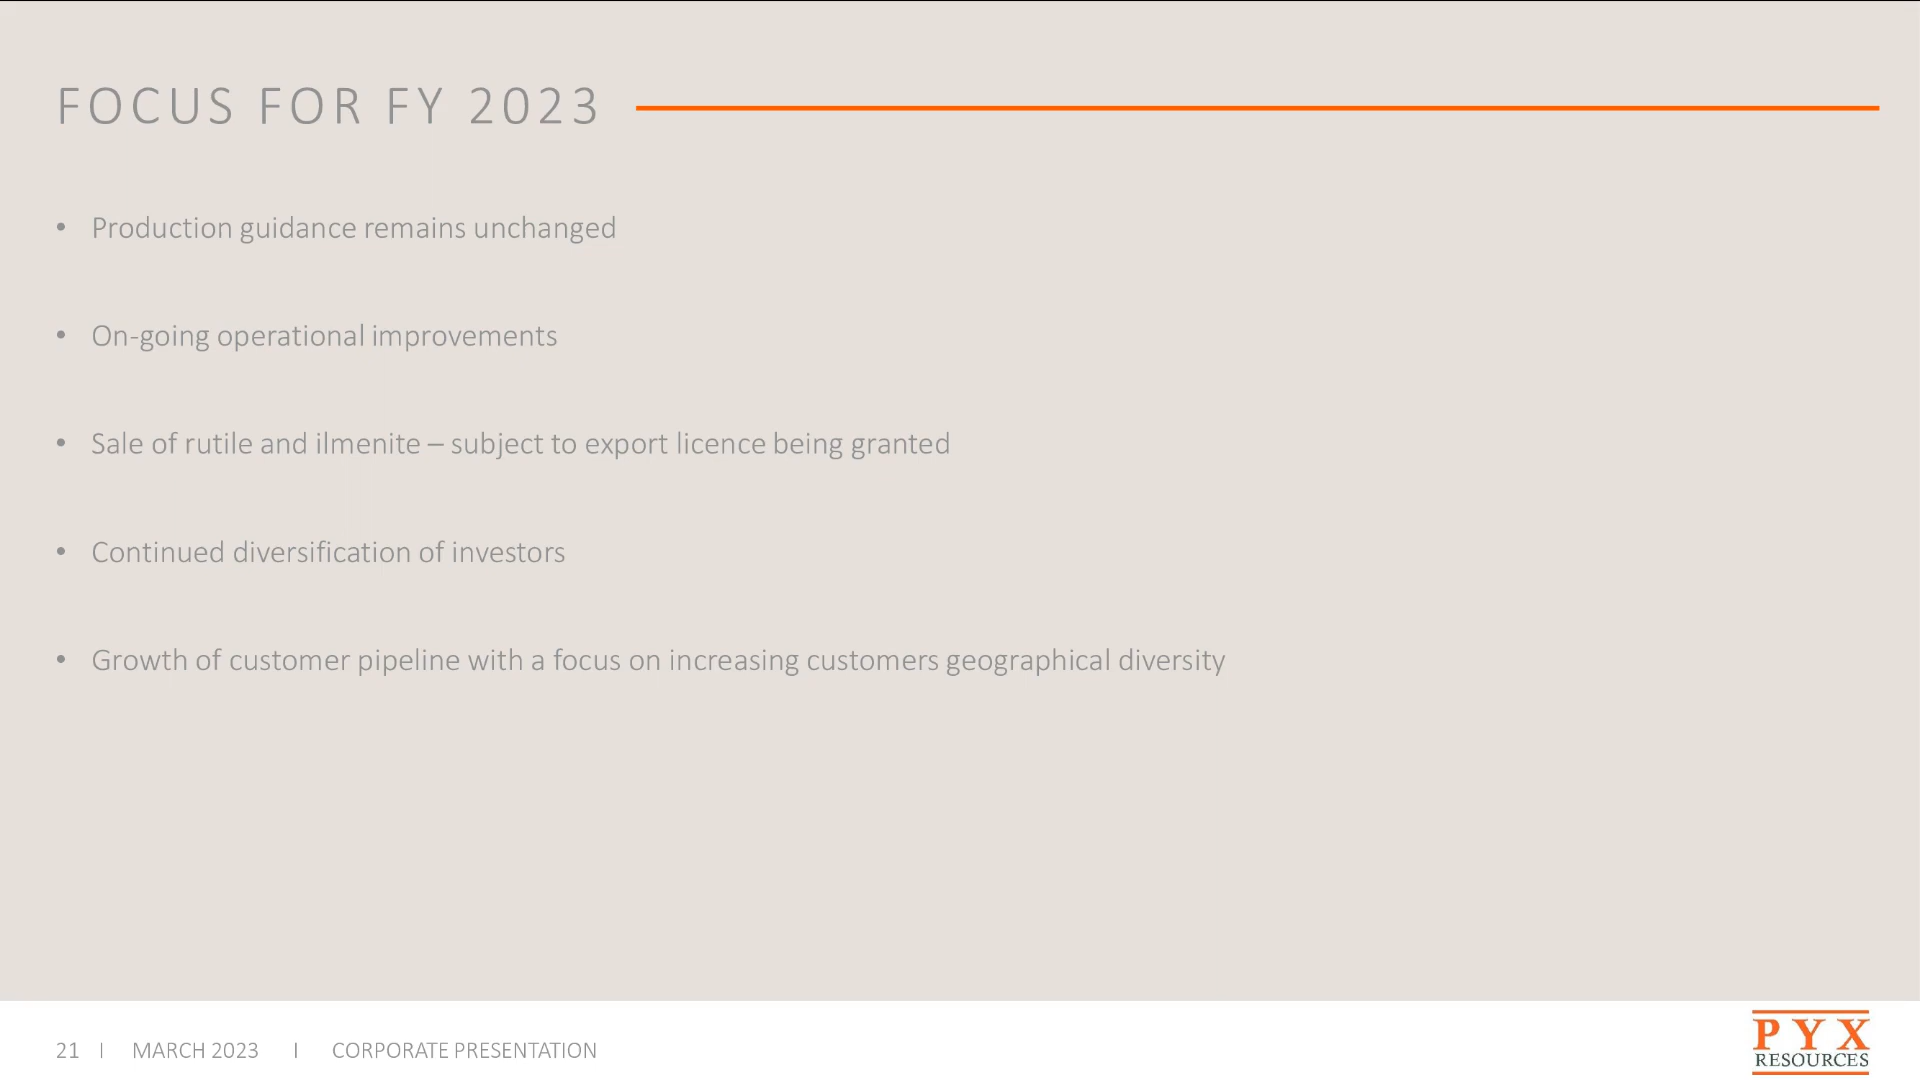 FOCUS FOR FY 2023
• Production guidance remains unchanged
• On-going operational improvements
• Sale of rutile and ilmenite – subject to export licence being granted
• Continued diversification of investors
• Growth of customer pipeline with a focus on increasing customers geographical diversity
21 | MARCH 2023 | CORPORATE PRESENTATION
PYX
RESOURCES